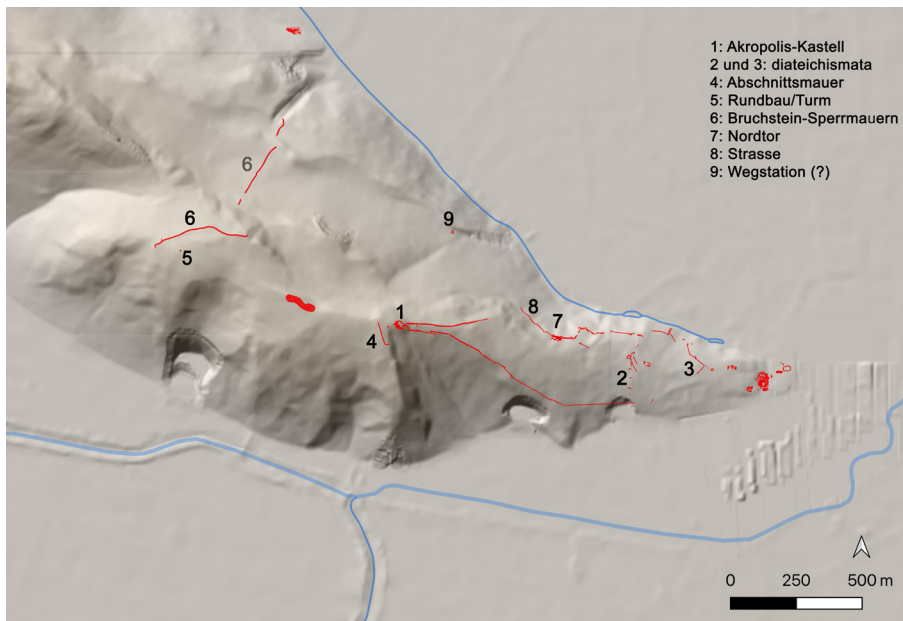 1: Akropolis-Kastell
2 und 3: diateichismata
4: Abschnittsmauer
5: Rundbau/Turm
6: Bruchstein-Sperrmauern
7: Nordtor
8: Strasse
9: Wegstation (?)
6
6
5
9
1
4
8
7
2
3
0 250 500 m